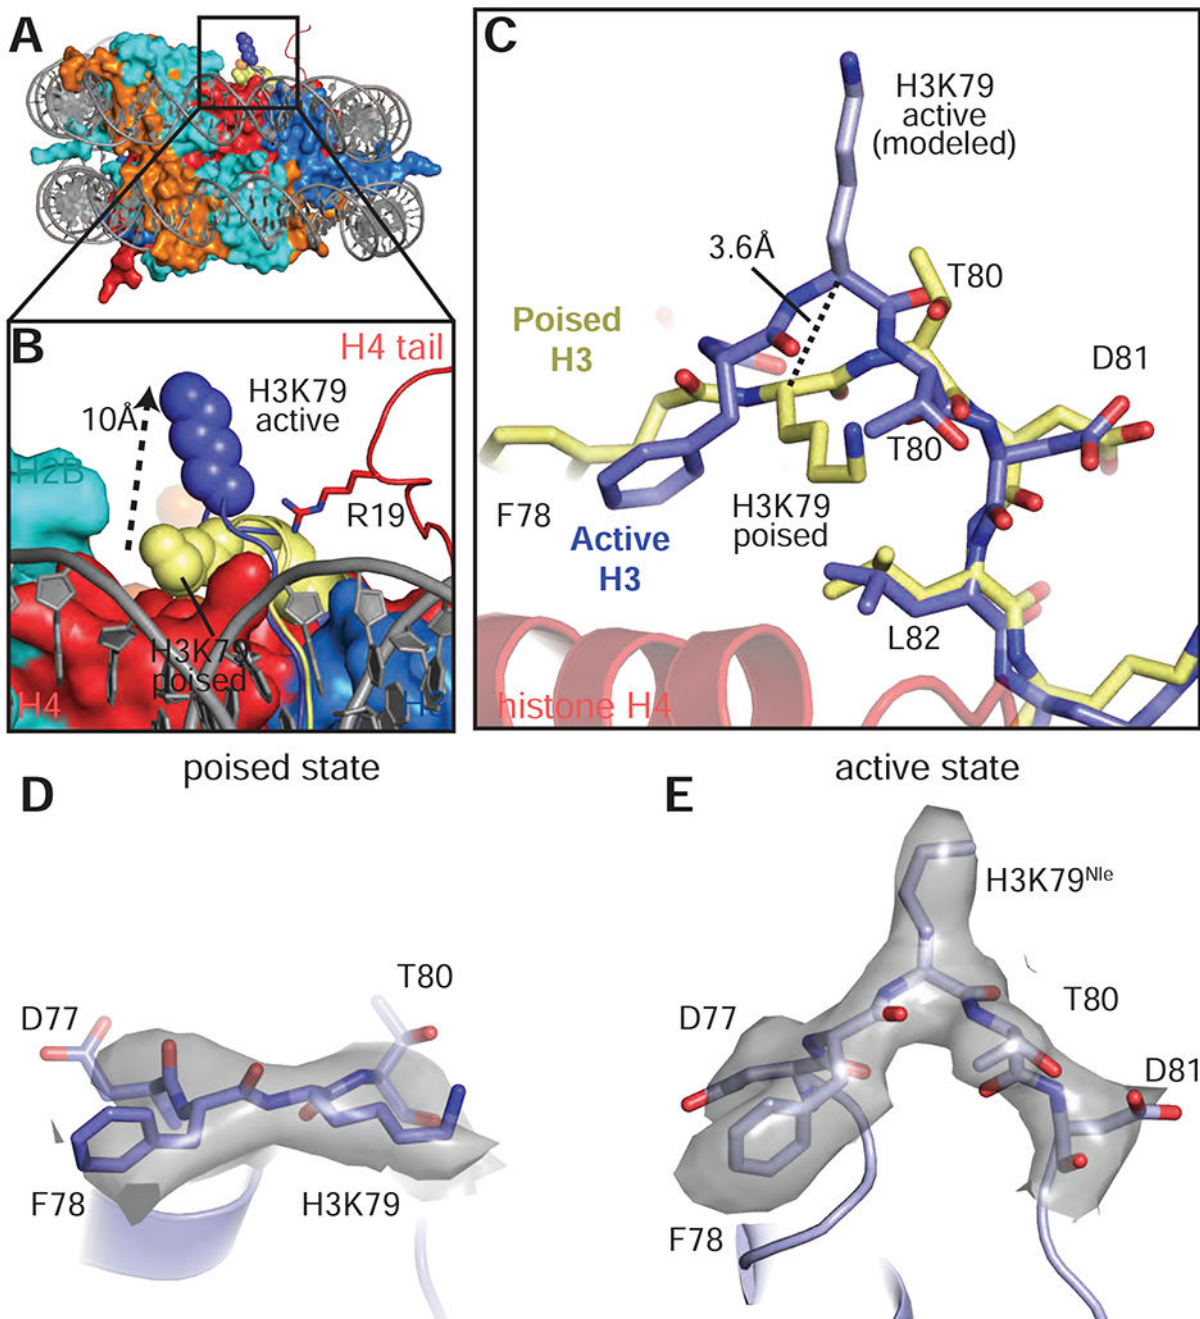 A
C
H3K79
active
(modeled)
3.6Å
T80
Poised
H3
D81
B
H4 tail
H3K79
active
10Å
H2B
R19
F78
Active
H3
H3K79
poised
T80
H3K79
poised
L82
H4
H3
histone H4
poised state
active state
D
E
H3K79Nle
T80
D77
D77
T80
D81
F78
H3K79
F78